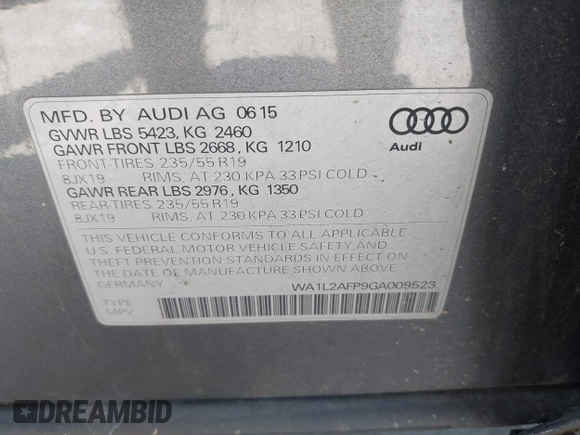 MFD. BY AUDI AG 06 15
GVWR LBS 5423, KG 2460
GAWR FRONT LBS 2668, KG 1210
FRONT-TIRES 235/55 R19
8JX19 RIMS, AT 230 KPA 33 PSI COLD
GAWR REAR LBS 2976, KG 1350
REAR-TIRES 235/55 R19
8JX19 RIMS, AT 230 KPA 33 PSI COLD
THIS VEHICLE CONFORMS TO ALL APPLICABLE
U.S. FEDERAL MOTOR VEHICLE SAFETY AND
THEFT PREVENTION STANDARDS IN EFFECT ON THE
DATE OF MANUFACTURE SHOWN ABOVE.
GERMANY
WA1L2AFP9GA009523
TYPE:
MPV
Audi
DREAMBID